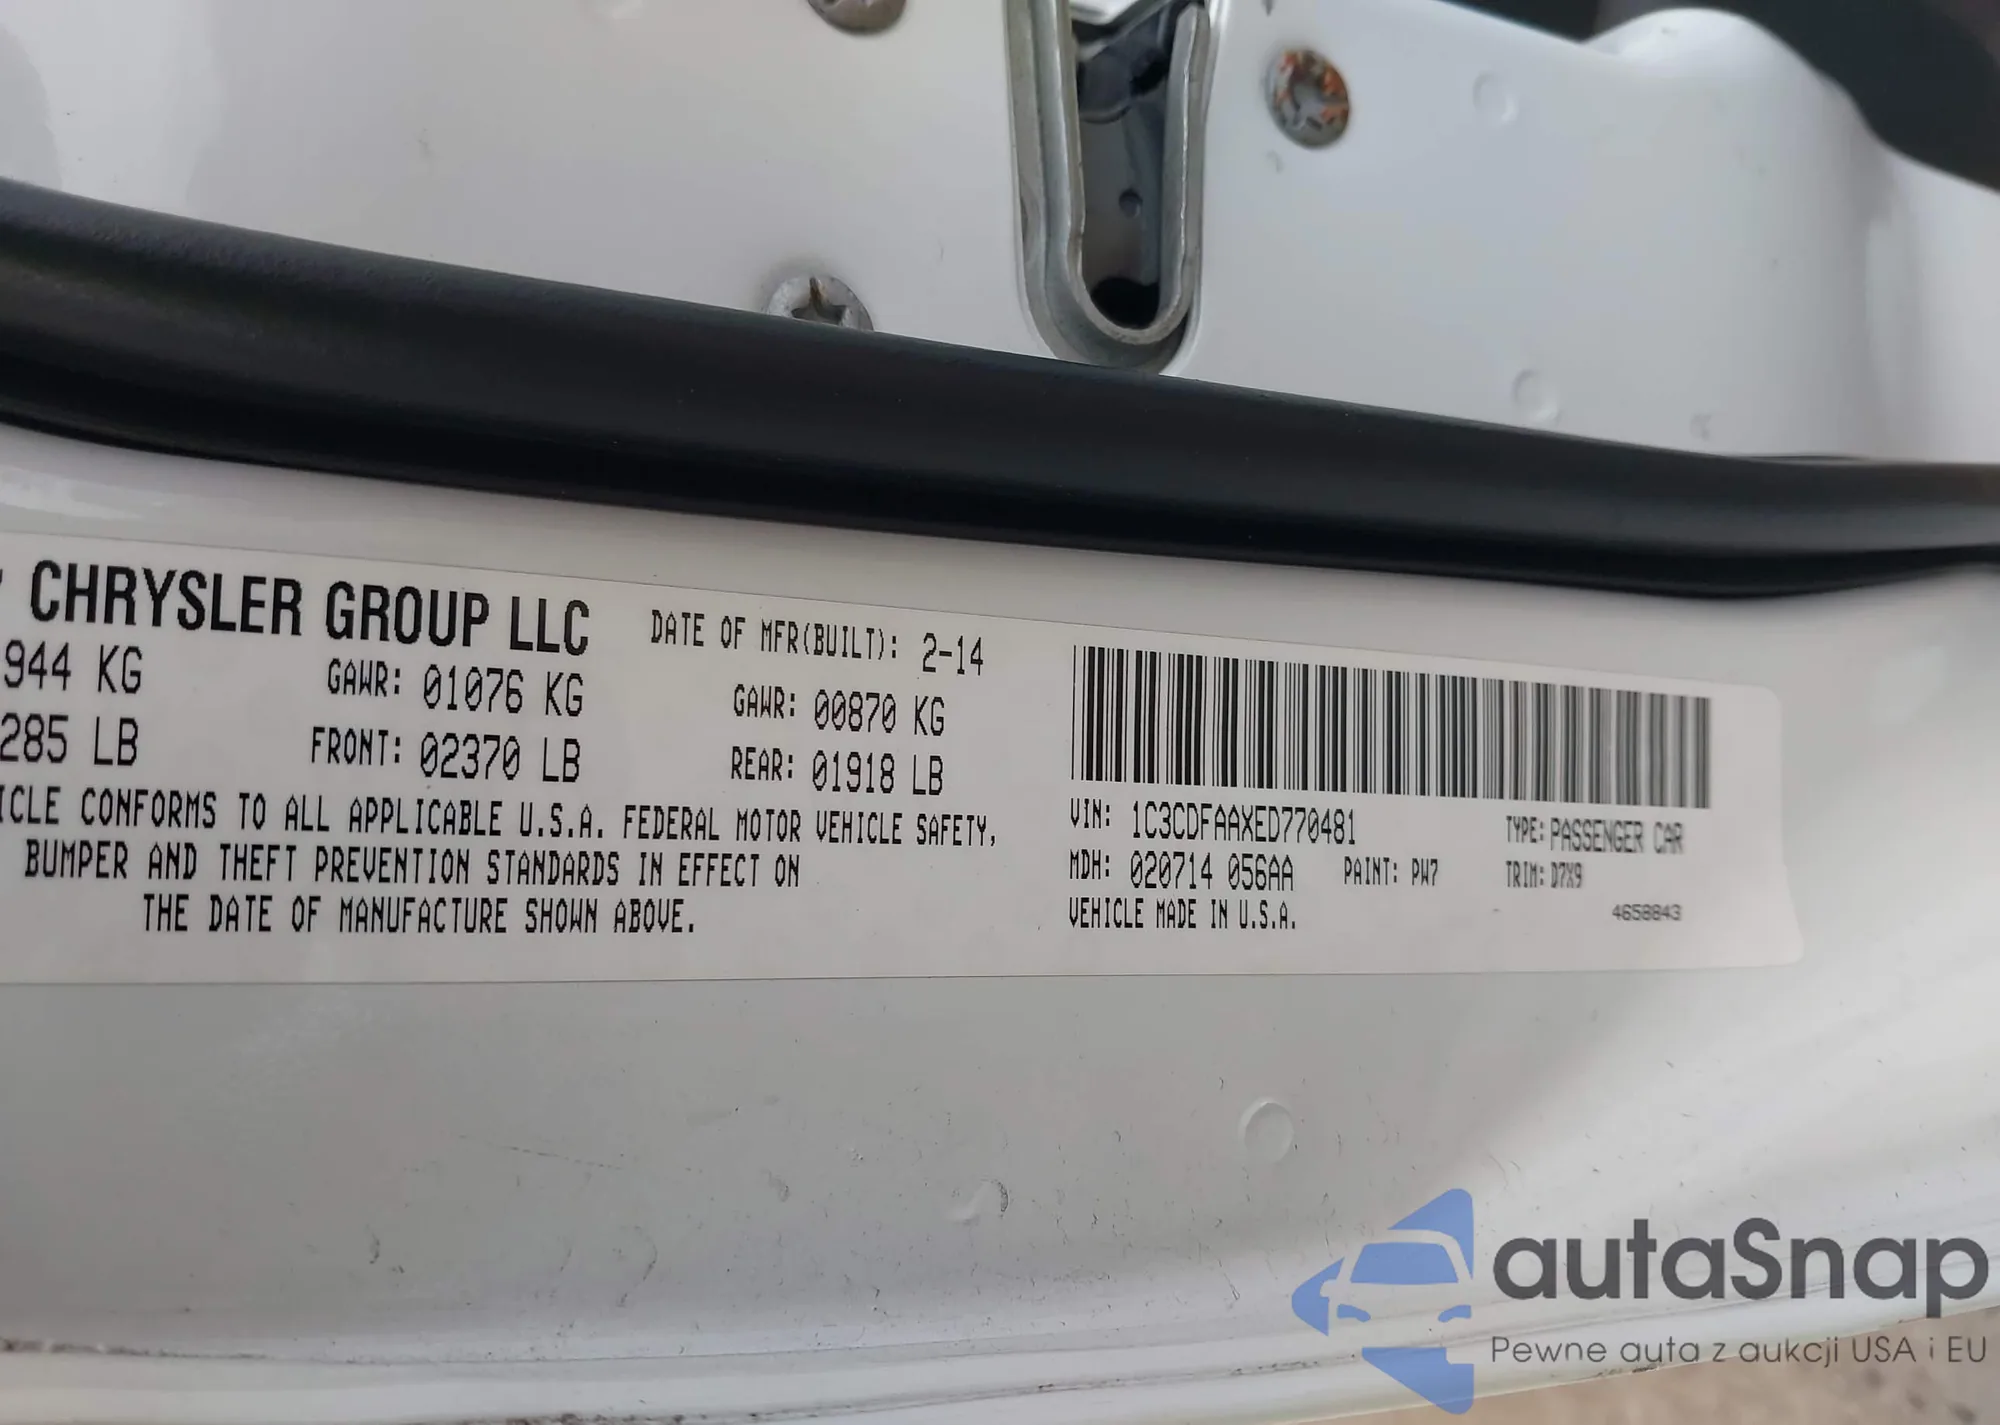 CHRYSLER GROUP LLC
DATE OF MFR(BUILT): 2-14
944 KG GAWR: 01076 KG GAWR: 00870 KG
285 LB FRONT: 02370 LB REAR: 01918 LB
ICLE CONFORMS TO ALL APPLICABLE U.S.A. FEDERAL MOTOR VEHICLE SAFETY,
BUMPER AND THEFT PREVENTION STANDARDS IN EFFECT ON
THE DATE OF MANUFACTURE SHOWN ABOVE.
VIN: 1C3CDFAAXED770481 TYPE: PASSENGER CAR
MDH: 020714 056AA PAINT: PW7 TRIM: D7X9
VEHICLE MADE IN U.S.A. 4658843
autaSnap
Pewne auta z aukcji USA i EU